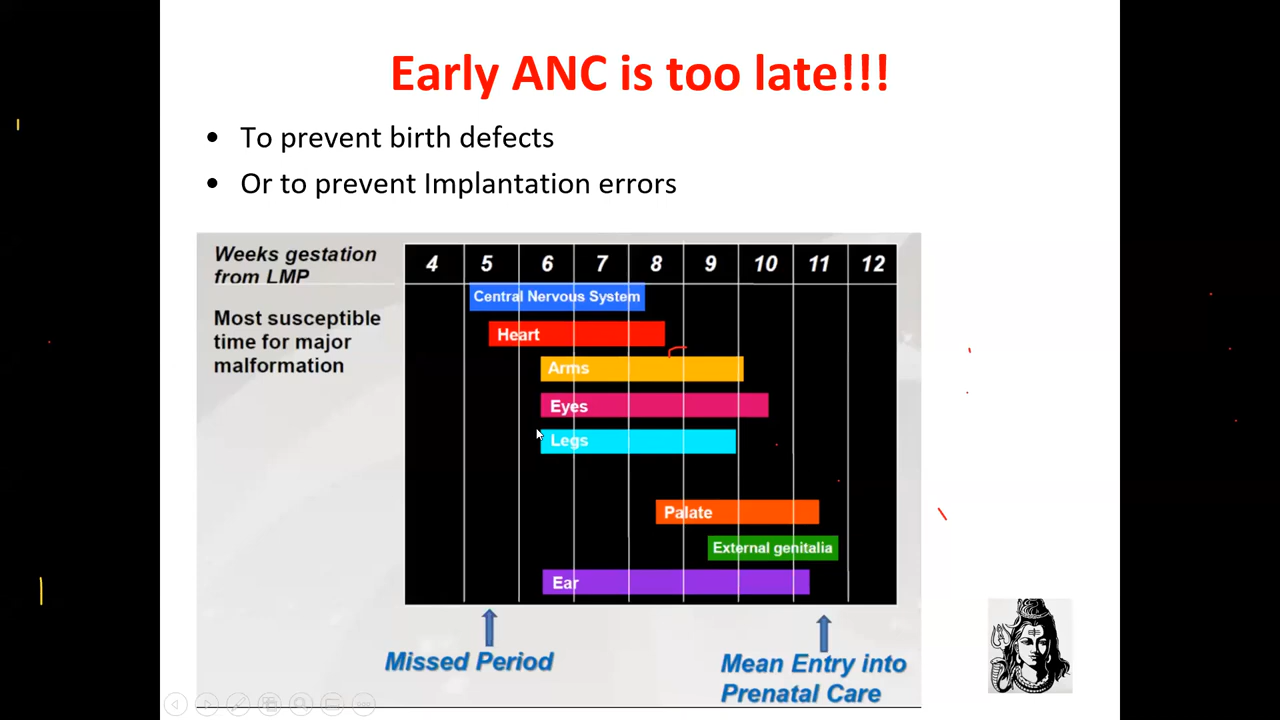 Early ANC is too late!!!
• To prevent birth defects
• Or to prevent Implantation errors
Weeks gestation
from LMP
4 5 6 7 8 9 10 11 12
Most susceptible
time for major
malformation
Central Nervous System
Heart
Arms
Eyes
Legs
Palate
External genitalia
Ear
Missed Period
Mean Entry into
Prenatal Care